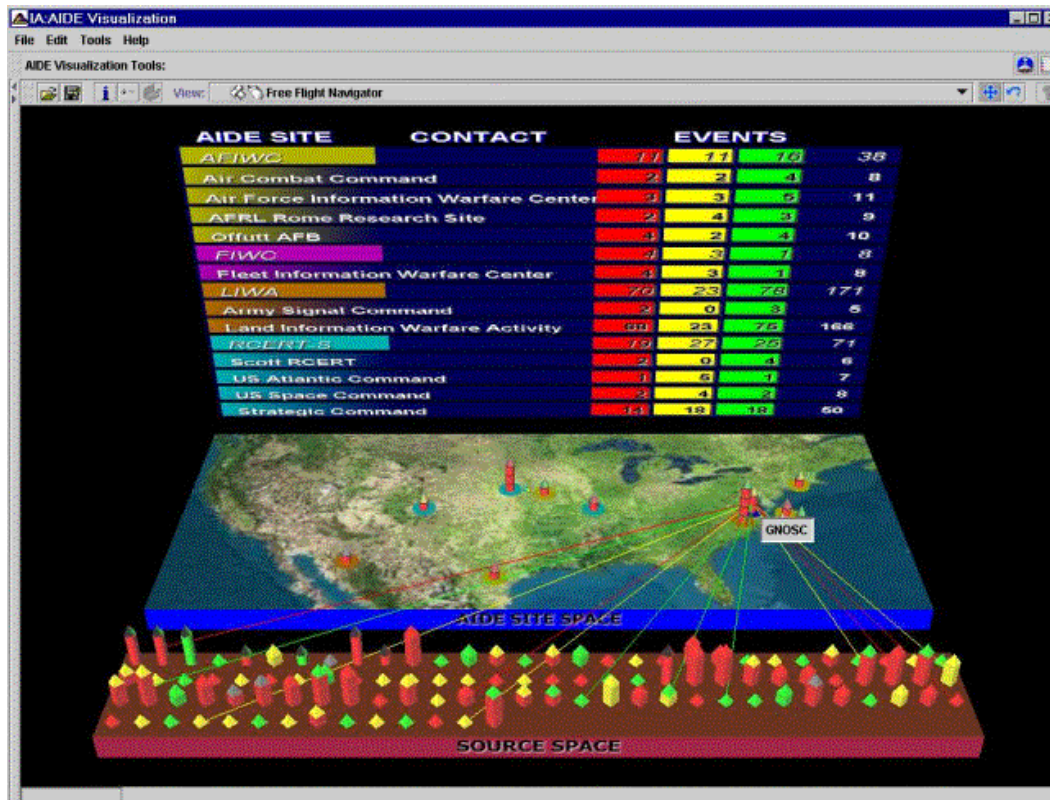 IA:AIDE Visualization
File Edit Tools Help
AIDE Visualization Tools:
View: Free Flight Navigator
AIDE SITE CONTACT EVENTS
AFIWC 11 11 16 38
Air Combat Command 2 2 4 8
Air Force Information Warfare Center 3 3 5 11
AFRL Rome Research Site 2 4 3 9
Offutt AFB 4 2 4 10
FIWC 4 3 1 8
Fleet Information Warfare Center 4 3 1 8
LIWA 70 23 78 171
Army Signal Command 2 0 3 5
Land Information Warfare Activity 68 23 75 166
RCERT-S 19 27 25 71
Scott RCERT 2 0 4 6
US Atlantic Command 1 5 1 7
US Space Command 2 4 2 8
Strategic Command 14 18 18 50
GNOSC
AIDE SITE SPACE
SOURCE SPACE